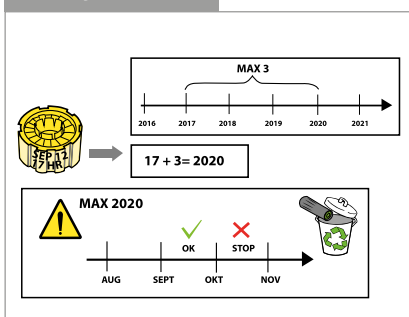 MAX 3
2016 2017 2018 2019 2020 2021
SEP 12
17 HR
17 + 3= 2020
MAX 2020
OK STOP
AUG SEPT OKT NOV